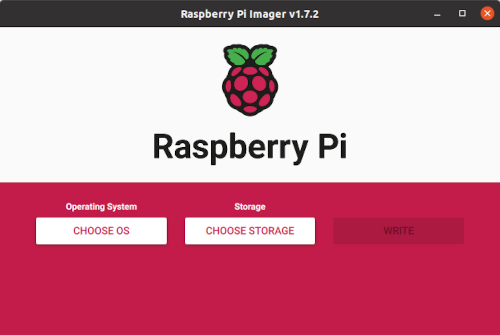 Raspberry Pi Imager v1.7.2
Raspberry Pi
Operating System
Storage
CHOOSE OS
CHOOSE STORAGE
WRITE